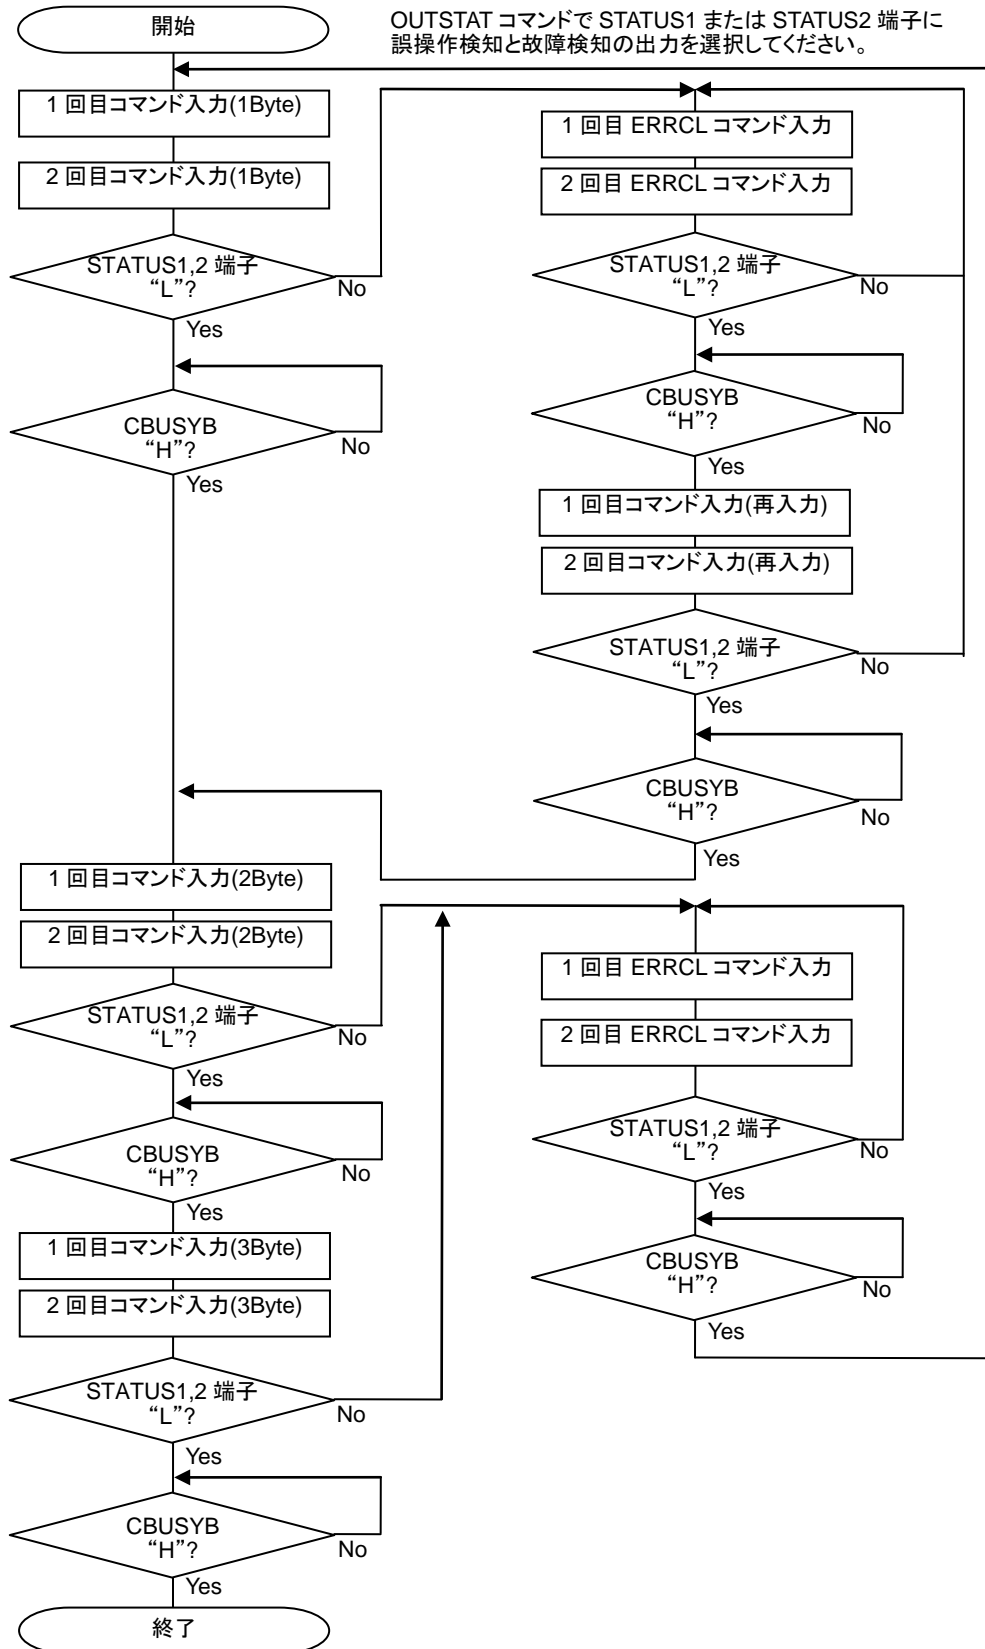 開始
OUTSTAT コマンドで STATUS1 または STATUS2 端子に
誤操作検知と故障検知の出力を選択してください。
1 回目コマンド入力(1Byte)
2 回目コマンド入力(1Byte)
STATUS1,2 端子
“L”?
No
Yes
CBUSYB
“H”?
No
Yes
1 回目 ERRCL コマンド入力
2 回目 ERRCL コマンド入力
STATUS1,2 端子
“L”?
No
Yes
CBUSYB
“H”?
No
Yes
1 回目コマンド入力(再入力)
2 回目コマンド入力(再入力)
STATUS1,2 端子
“L”?
No
Yes
CBUSYB
“H”?
No
Yes
1 回目コマンド入力(2Byte)
2 回目コマンド入力(2Byte)
STATUS1,2 端子
“L”?
No
Yes
CBUSYB
“H”?
No
Yes
1 回目コマンド入力(3Byte)
2 回目コマンド入力(3Byte)
STATUS1,2 端子
“L”?
No
Yes
CBUSYB
“H”?
No
Yes
終了
1 回目 ERRCL コマンド入力
2 回目 ERRCL コマンド入力
STATUS1,2 端子
“L”?
No
Yes
CBUSYB
“H”?
No
Yes